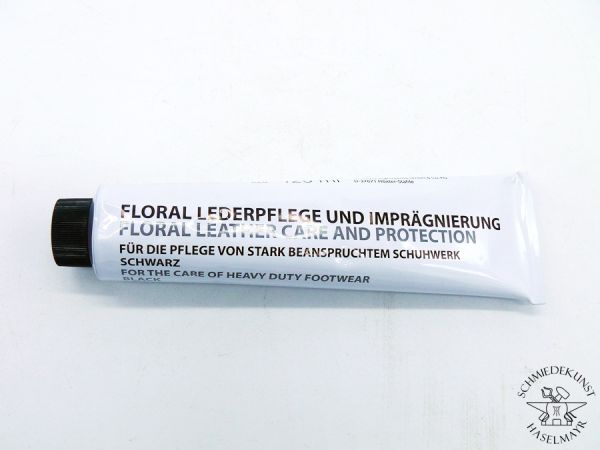 FLORAL LEDERPFLEGE UND IMPRÄGNIERUNG
FLORAL LEATHER CARE AND PROTECTION
FÜR DIE PFLEGE VON STARK BEANSPRUCHTEM SCHUHWERK
SCHWARZ
FOR THE CARE OF HEAVY DUTY FOOTWEAR
BLACK
SCHMIEDEKUNST
HASELMAYR